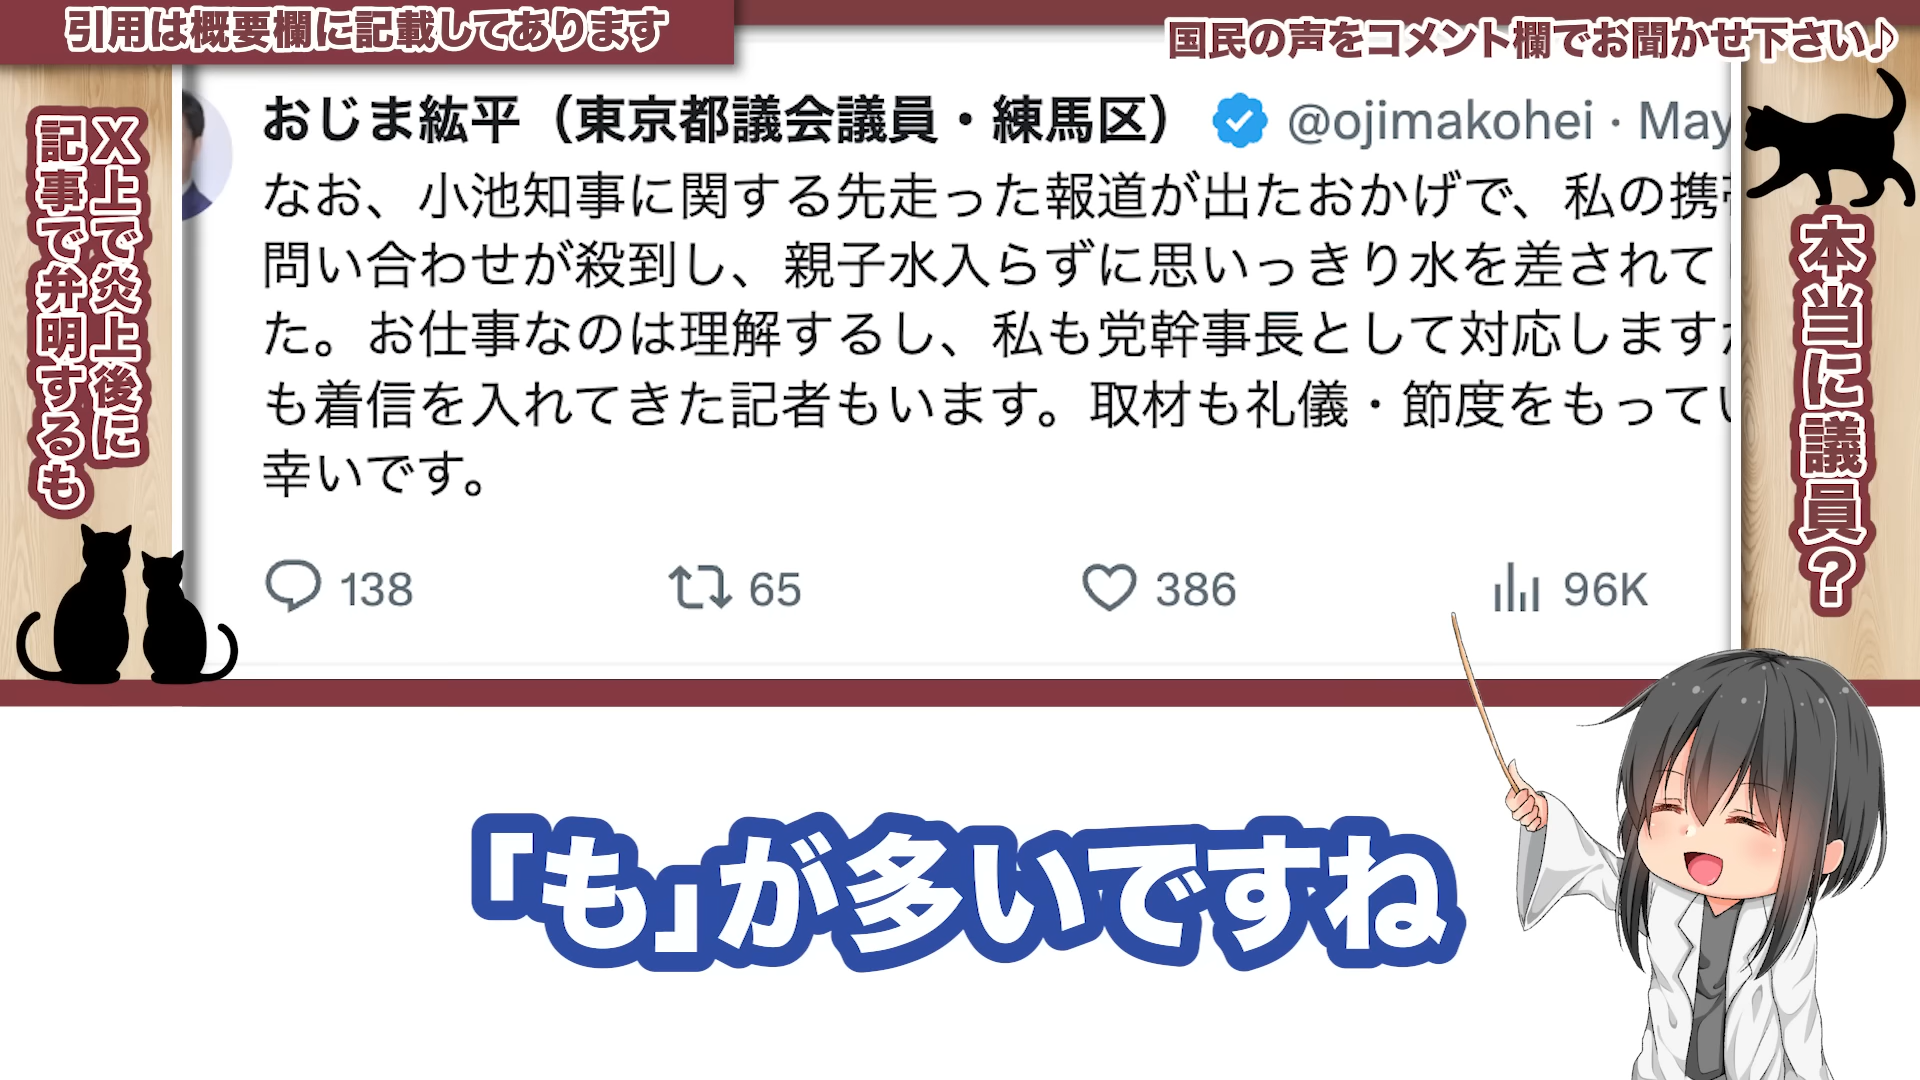 引用は概要欄に記載してあります
国民の声をコメント欄でお聞かせ下さい♪
X上で炎上後に
記事で弁明するも
おじま紘平（東京都議会議員・練馬区） @ojimakohei · May
なお、小池知事に関する先走った報道が出たおかげで、私の携
問い合わせが殺到し、親子水入らずに思いっきり水を差されて
た。お仕事なのは理解するし、私も党幹事長として対応します
も着信を入れてきた記者もいます。取材も礼儀・節度をもって
幸いです。
138 65 386 96K
本当に議員？
「も」が多いですね